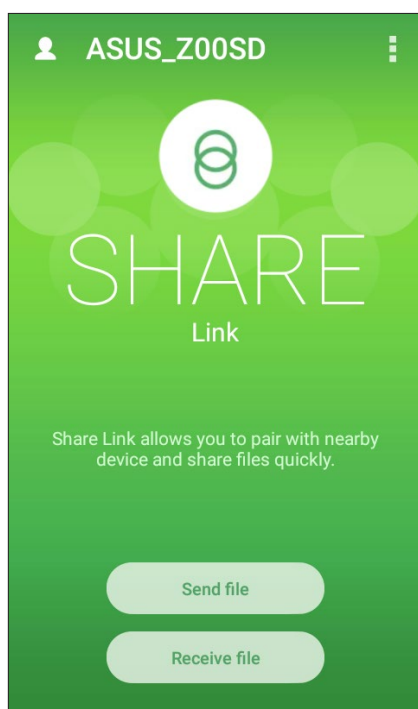 ASUS_Z00SD
SHARE
Link
Share Link allows you to pair with nearby
device and share files quickly.
Send file
Receive file